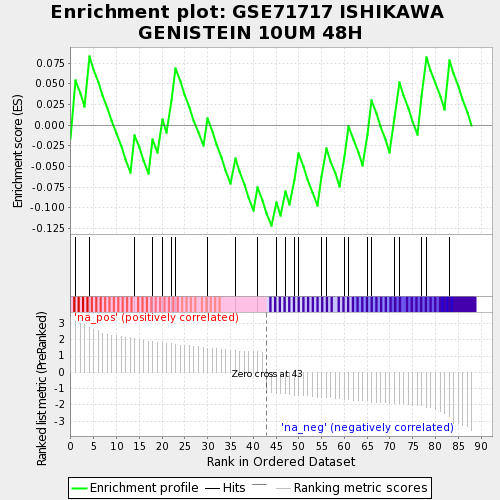 Enrichment plot: GSE71717 ISHIKAWA
GENISTEIN 10UM 48H
Enrichment score (ES)
0.075
0.050
0.025
0.000
-0.025
-0.050
-0.075
-0.100
-0.125
'na_pos' (positively correlated)
Ranked list metric (PreRanked)
3
2
1
0
-1
-2
-3
Zero cross at 43
'na_neg' (negatively correlated)
0 5 10 15 20 25 30 35 40 45 50 55 60 65 70 75 80 85 90
Rank in Ordered Dataset
Enrichment profile
Hits
Ranking metric scores